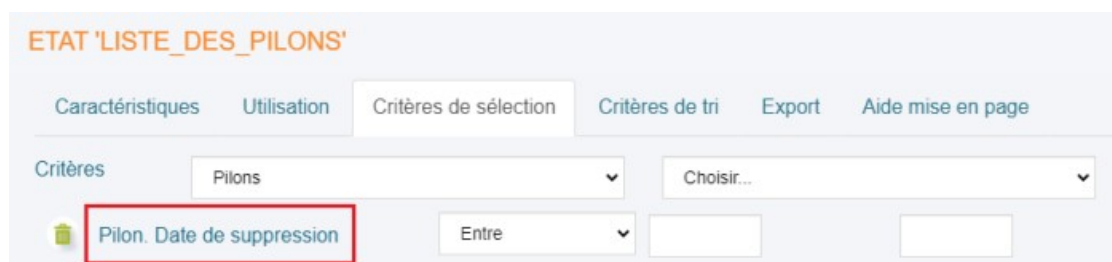 ETAT 'LISTE_DES_PILONS'
Caractéristiques Utilisation Critères de sélection Critères de tri Export Aide mise en page
Critères Pilons Choisir...
Pilon. Date de suppression Entre